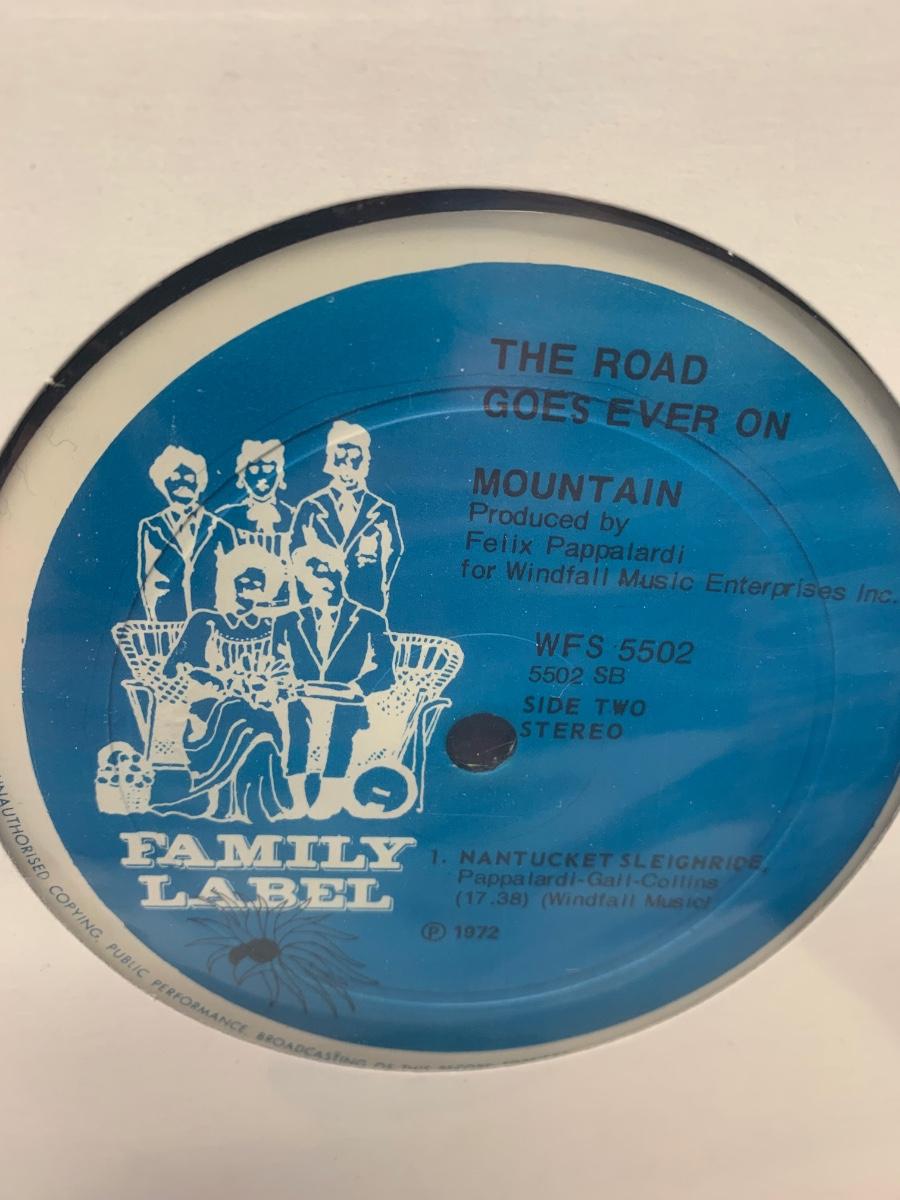 THE ROAD
GOES EVER ON
MOUNTAIN
Produced by
Felix Pappalardi
for Windfall Music Enterprises Inc.
WFS 5502
5502 SB
SIDE TWO
STEREO
FAMILY
LABEL
1. NANTUCKET SLEIGHRIDE,
Pappalardi-Gail-Collins
(17.38) (Windfall Music)
℗ 1972
UNAUTHORISED COPYING, PUBLIC PERFORMANCE, BROADCASTING OF THIS RECORD